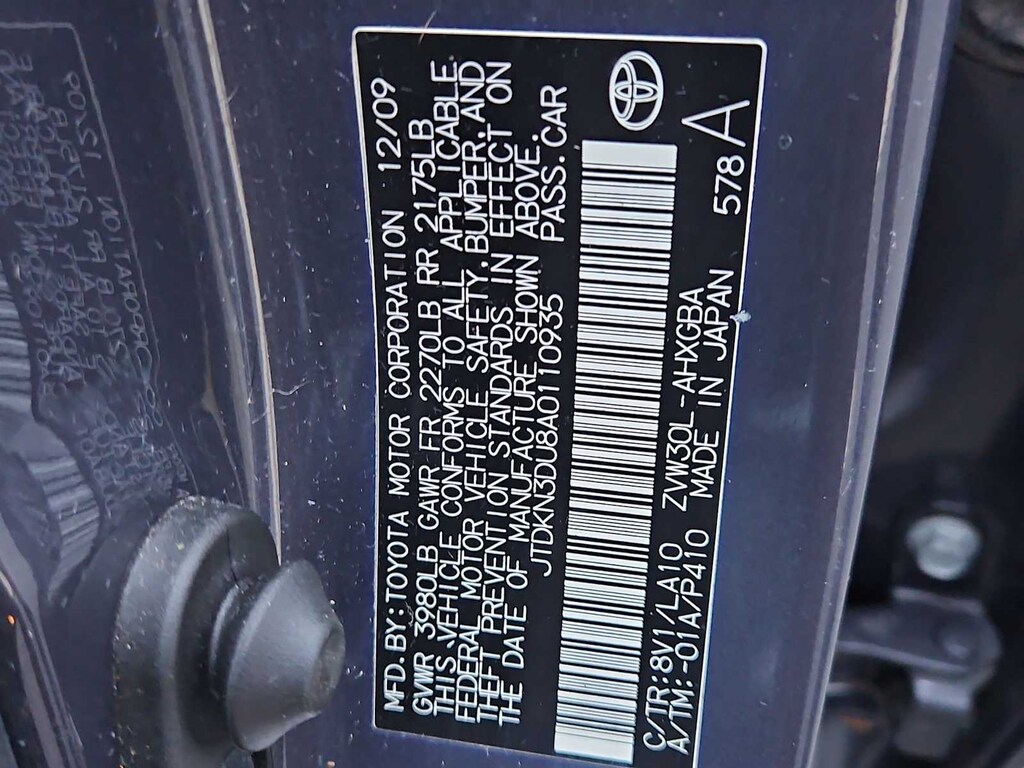 MFD.BY:TOYOTA MOTOR CORPORATION 12/09
GVWR 3980LB GAWR FR 2270LB RR 2175LB
THIS VEHICLE CONFORMS TO ALL APPLICABLE
FEDERAL MOTOR VEHICLE SAFETY,BUMPER,AND
THEFT PREVENTION STANDARDS IN EFFECT ON
THE DATE OF MANUFACTURE SHOWN ABOVE.
JTDKN3DU8A0110935 PASS.CAR
C/TR:8V1/LA10 ZVW30L-AHXGBA
A/TM:-01A/P410 MADE IN JAPAN 578A